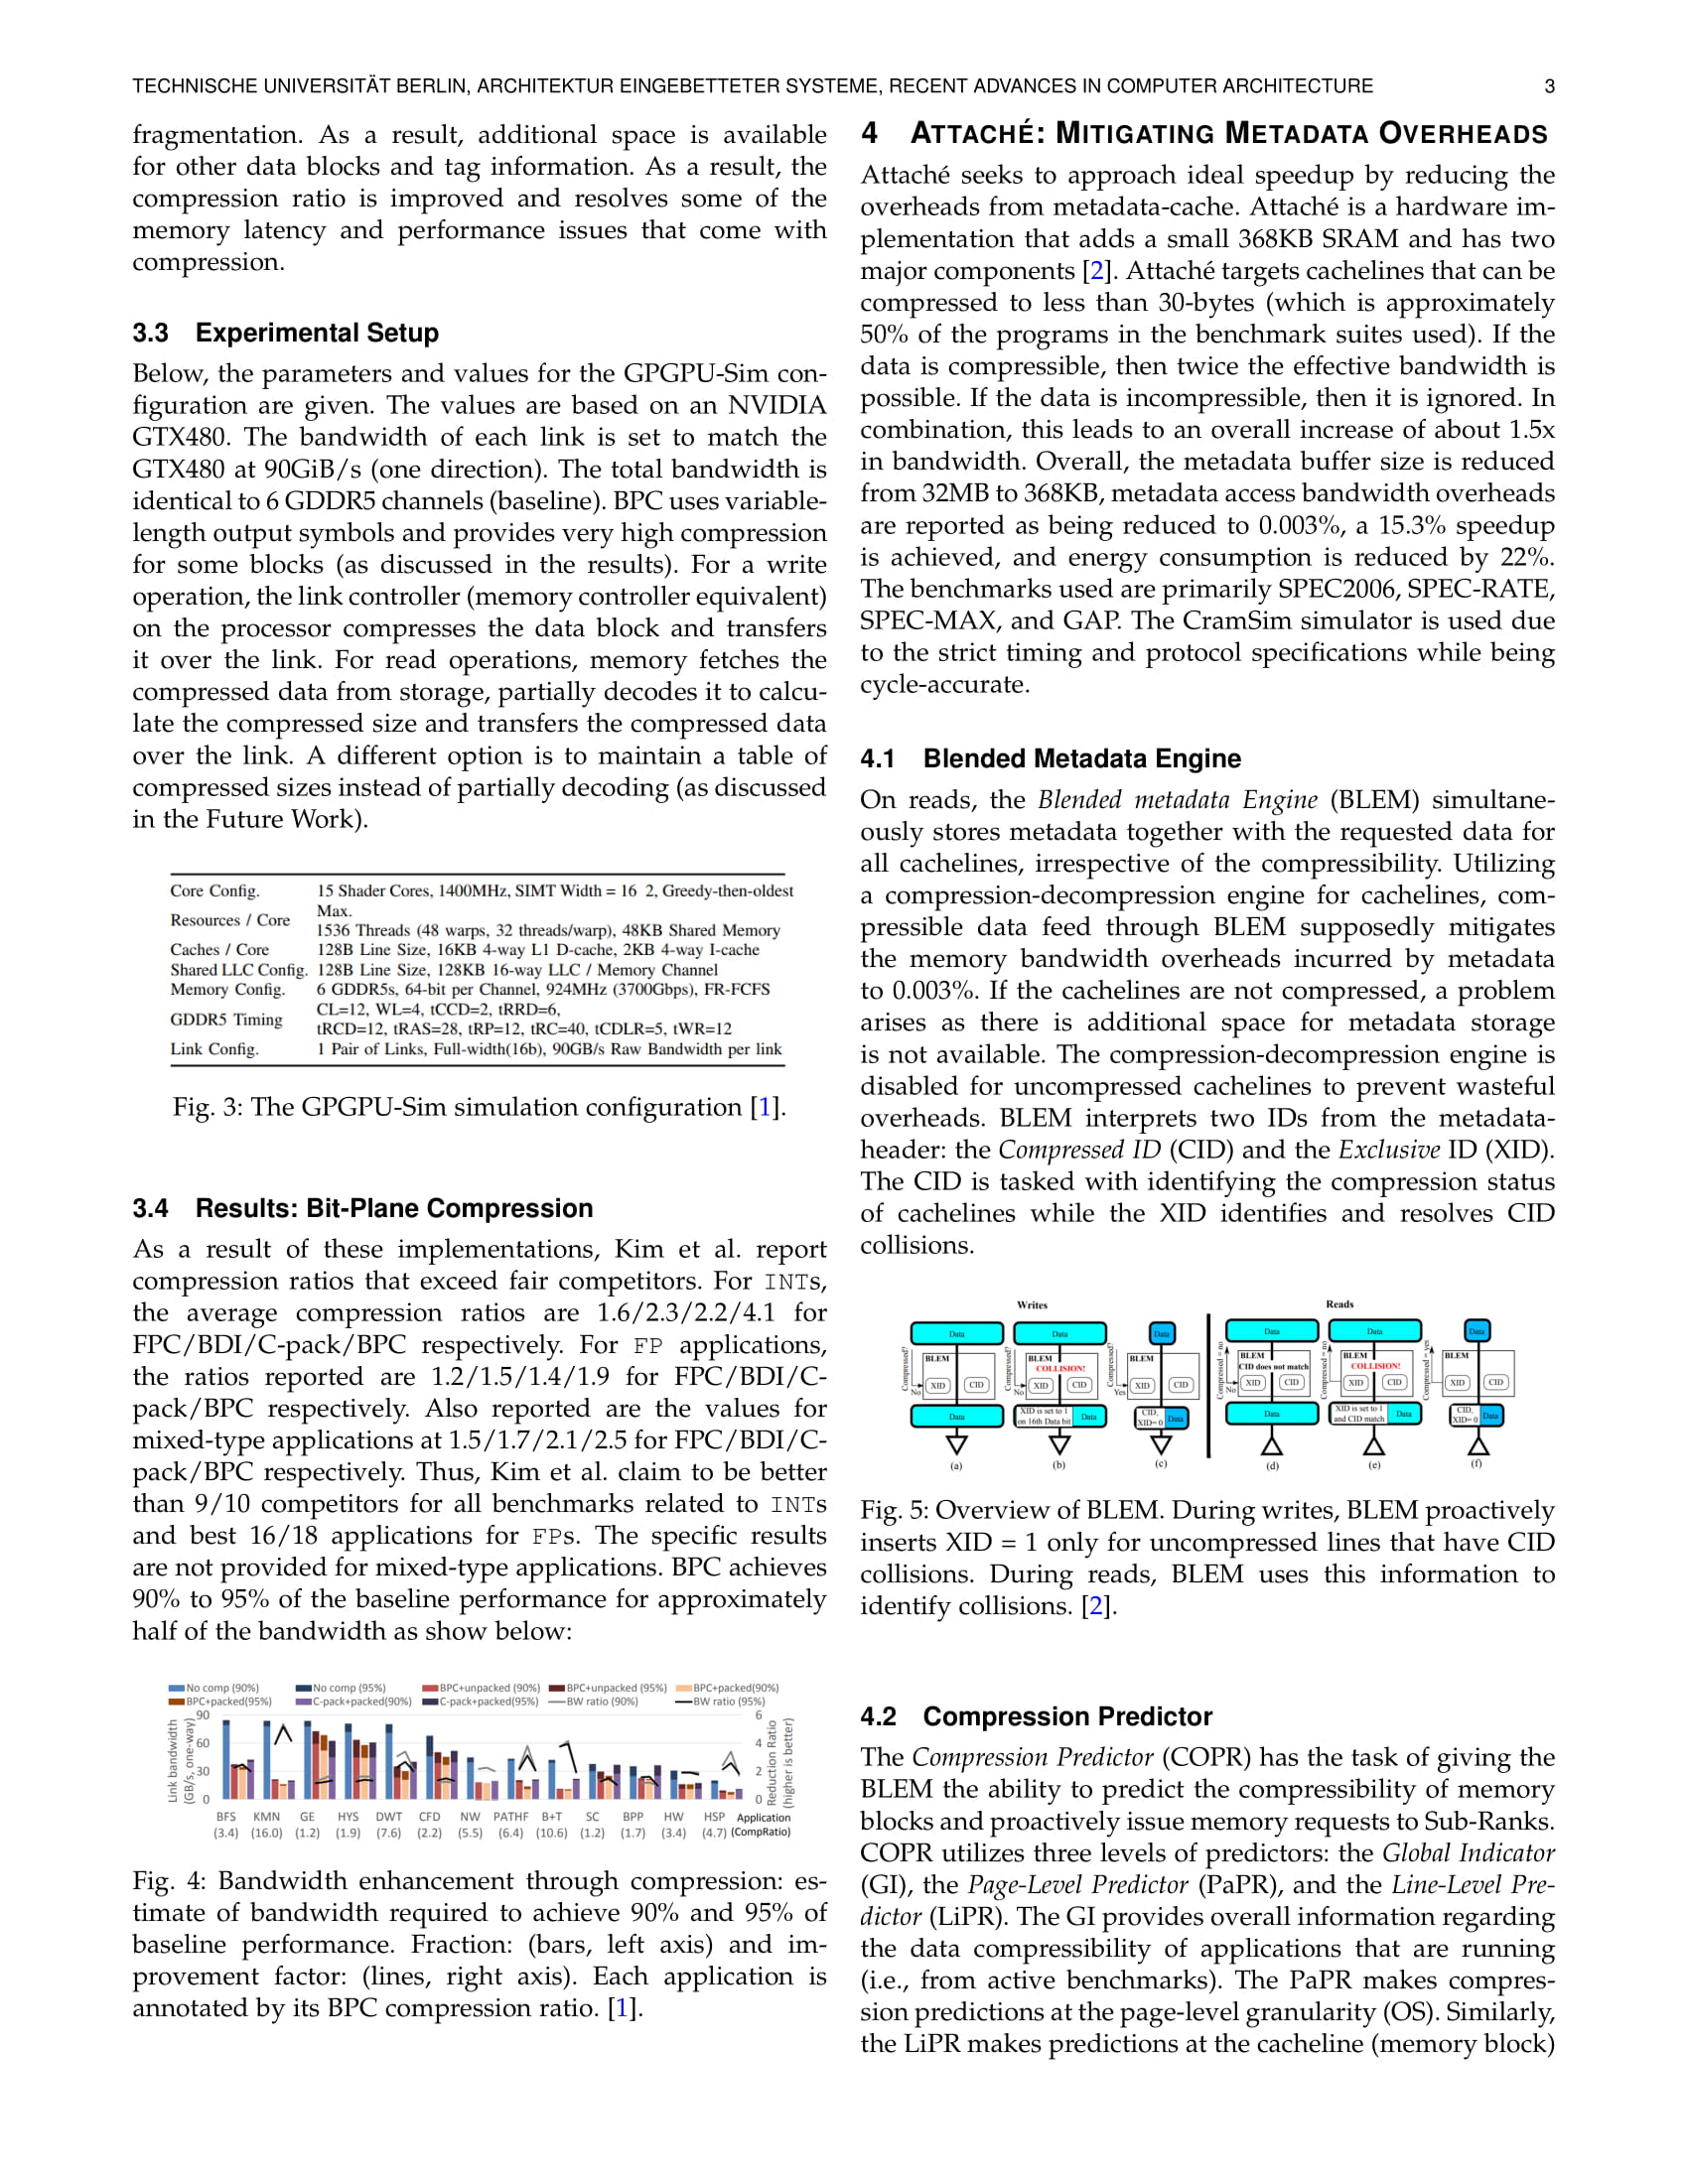 TECHNISCHE UNIVERSITÄT BERLIN, ARCHITEKTUR EINGEBETTETER SYSTEME, RECENT ADVANCES IN COMPUTER ARCHITECTURE 3
fragmentation. As a result, additional space is available
for other data blocks and tag information. As a result, the
compression ratio is improved and resolves some of the
memory latency and performance issues that come with
compression.
3.3 Experimental Setup
Below, the parameters and values for the GPGPU-Sim con-
figuration are given. The values are based on an NVIDIA
GTX480. The bandwidth of each link is set to match the
GTX480 at 90GiB/s (one direction). The total bandwidth is
identical to 6 GDDR5 channels (baseline). BPC uses variable-
length output symbols and provides very high compression
for some blocks (as discussed in the results). For a write
operation, the link controller (memory controller equivalent)
on the processor compresses the data block and transfers
it over the link. For read operations, memory fetches the
compressed data from storage, partially decodes it to calcu-
late the compressed size and transfers the compressed data
over the link. A different option is to maintain a table of
compressed sizes instead of partially decoding (as discussed
in the Future Work).
Core Config. 15 Shader Cores, 1400MHz, SIMT Width = 16 2, Greedy-then-oldest
Resources / Core Max.
1536 Threads (48 warps, 32 threads/warp), 48KB Shared Memory
Caches / Core 128B Line Size, 16KB 4-way L1 D-cache, 2KB 4-way I-cache
Shared LLC Config. 128B Line Size, 128KB 16-way LLC / Memory Channel
Memory Config. 6 GDDR5s, 64-bit per Channel, 924MHz (3700Gbps), FR-FCFS
GDDR5 Timing CL=12, WL=4, tCCD=2, tRRD=6,
tRCD=12, tRAS=28, tRP=12, tRC=40, tCDLR=5, tWR=12
Link Config. 1 Pair of Links, Full-width(16b), 90GB/s Raw Bandwidth per link
Fig. 3: The GPGPU-Sim simulation configuration [1].
3.4 Results: Bit-Plane Compression
As a result of these implementations, Kim et al. report
compression ratios that exceed fair competitors. For INTs,
the average compression ratios are 1.6/2.3/2.2/4.1 for
FPC/BDI/C-pack/BPC respectively. For FP applications,
the ratios reported are 1.2/1.5/1.4/1.9 for FPC/BDI/C-
pack/BPC respectively. Also reported are the values for
mixed-type applications at 1.5/1.7/2.1/2.5 for FPC/BDI/C-
pack/BPC respectively. Thus, Kim et al. claim to be better
than 9/10 competitors for all benchmarks related to INTs
and best 16/18 applications for FPs. The specific results
are not provided for mixed-type applications. BPC achieves
90% to 95% of the baseline performance for approximately
half of the bandwidth as show below:
No comp (90%) No comp (95%) BPC+unpacked (90%) BPC+unpacked (95%) BPC+packed(90%)
BPC+packed(95%) C-pack+packed(90%) C-pack+packed(95%) BW ratio (90%) BW ratio (95%)
Link bandwidth
(GB/s, one-way)
90
60
30
0
6
4
2
0
Reduction Ratio
(higher is better)
BFS KMN GE HYS DWT CFD NW PATHF B+T SC BPP HW HSP Application
(3.4) (16.0) (1.2) (1.9) (7.6) (2.2) (5.5) (6.4) (10.6) (1.2) (1.7) (3.4) (4.7) (CompRatio)
Fig. 4: Bandwidth enhancement through compression: es-
timate of bandwidth required to achieve 90% and 95% of
baseline performance. Fraction: (bars, left axis) and im-
provement factor: (lines, right axis). Each application is
annotated by its BPC compression ratio. [1].
4 ATTACHÉ: MITIGATING METADATA OVERHEADS
Attaché seeks to approach ideal speedup by reducing the
overheads from metadata-cache. Attaché is a hardware im-
plementation that adds a small 368KB SRAM and has two
major components [2]. Attaché targets cachelines that can be
compressed to less than 30-bytes (which is approximately
50% of the programs in the benchmark suites used). If the
data is compressible, then twice the effective bandwidth is
possible. If the data is incompressible, then it is ignored. In
combination, this leads to an overall increase of about 1.5x
in bandwidth. Overall, the metadata buffer size is reduced
from 32MB to 368KB, metadata access bandwidth overheads
are reported as being reduced to 0.003%, a 15.3% speedup
is achieved, and energy consumption is reduced by 22%.
The benchmarks used are primarily SPEC2006, SPEC-RATE,
SPEC-MAX, and GAP. The CramSim simulator is used due
to the strict timing and protocol specifications while being
cycle-accurate.
4.1 Blended Metadata Engine
On reads, the Blended metadata Engine (BLEM) simultane-
ously stores metadata together with the requested data for
all cachelines, irrespective of the compressibility. Utilizing
a compression-decompression engine for cachelines, com-
pressible data feed through BLEM supposedly mitigates
the memory bandwidth overheads incurred by metadata
to 0.003%. If the cachelines are not compressed, a problem
arises as there is additional space for metadata storage
is not available. The compression-decompression engine is
disabled for uncompressed cachelines to prevent wasteful
overheads. BLEM interprets two IDs from the metadata-
header: the Compressed ID (CID) and the Exclusive ID (XID).
The CID is tasked with identifying the compression status
of cachelines while the XID identifies and resolves CID
collisions.
Writes Reads
Data Data Data Data Data Data
Compressed? Compressed? Compressed? Compressed = no Compressed = no Compressed = yes
BLEM BLEM BLEM BLEM BLEM BLEM
COLLISION! CID does not match COLLISION!
XID CID XID CID XID CID XID CID XID CID XID CID
No No Yes No
Data
XID is set to 1
on 16th Data bit Data
CID,
XID= 0 Data
Data
XID is set to 1
and CID match Data
CID,
XID= 0 Data
(a) (b) (c) (d) (e) (f)
Fig. 5: Overview of BLEM. During writes, BLEM proactively
inserts XID = 1 only for uncompressed lines that have CID
collisions. During reads, BLEM uses this information to
identify collisions. [2].
4.2 Compression Predictor
The Compression Predictor (COPR) has the task of giving the
BLEM the ability to predict the compressibility of memory
blocks and proactively issue memory requests to Sub-Ranks.
COPR utilizes three levels of predictors: the Global Indicator
(GI), the Page-Level Predictor (PaPR), and the Line-Level Pre-
dictor (LiPR). The GI provides overall information regarding
the data compressibility of applications that are running
(i.e., from active benchmarks). The PaPR makes compres-
sion predictions at the page-level granularity (OS). Similarly,
the LiPR makes predictions at the cacheline (memory block)